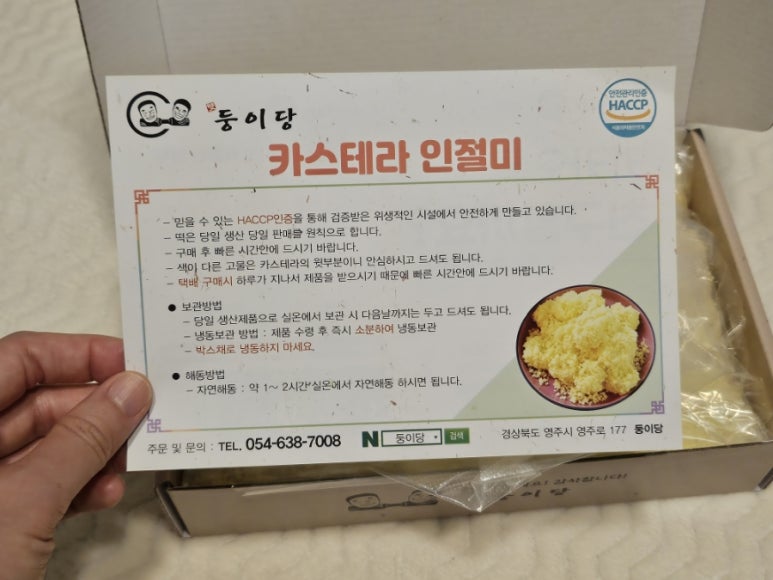 둥이당
안전관리인증
HACCP
카스테라 인절미
- 믿을 수 있는 HACCP인증을 통해 검증받은 위생적인 시설에서 안전하게 만들고 있습니다.
- 떡은 당일 생산 당일 판매를 원칙으로 합니다.
- 구매 후 빠른 시간안에 드시기 바랍니다.
- 색이 다른 고물은 카스테라의 윗부분이니 안심하시고 드셔도 됩니다.
- 택배 구매시 하루가 지나서 제품을 받으시기 때문에 빠른 시간안에 드시기 바랍니다.
● 보관방법
- 당일 생산제품으로 실온에서 보관 시 다음날까지는 두고 드셔도 됩니다.
- 냉동보관 방법 : 제품 수령 후 즉시 소분하여 냉동보관
- 박스채로 냉동하지 마세요.
● 해동방법
- 자연해동 : 약 1~ 2시간 실온에서 자연해동 하시면 됩니다.
주문 및 문의 : TEL. 054-638-7008 N 둥이당 검색 경상북도 영주시 영주로 177 둥이당
감사합니다!
둥이당